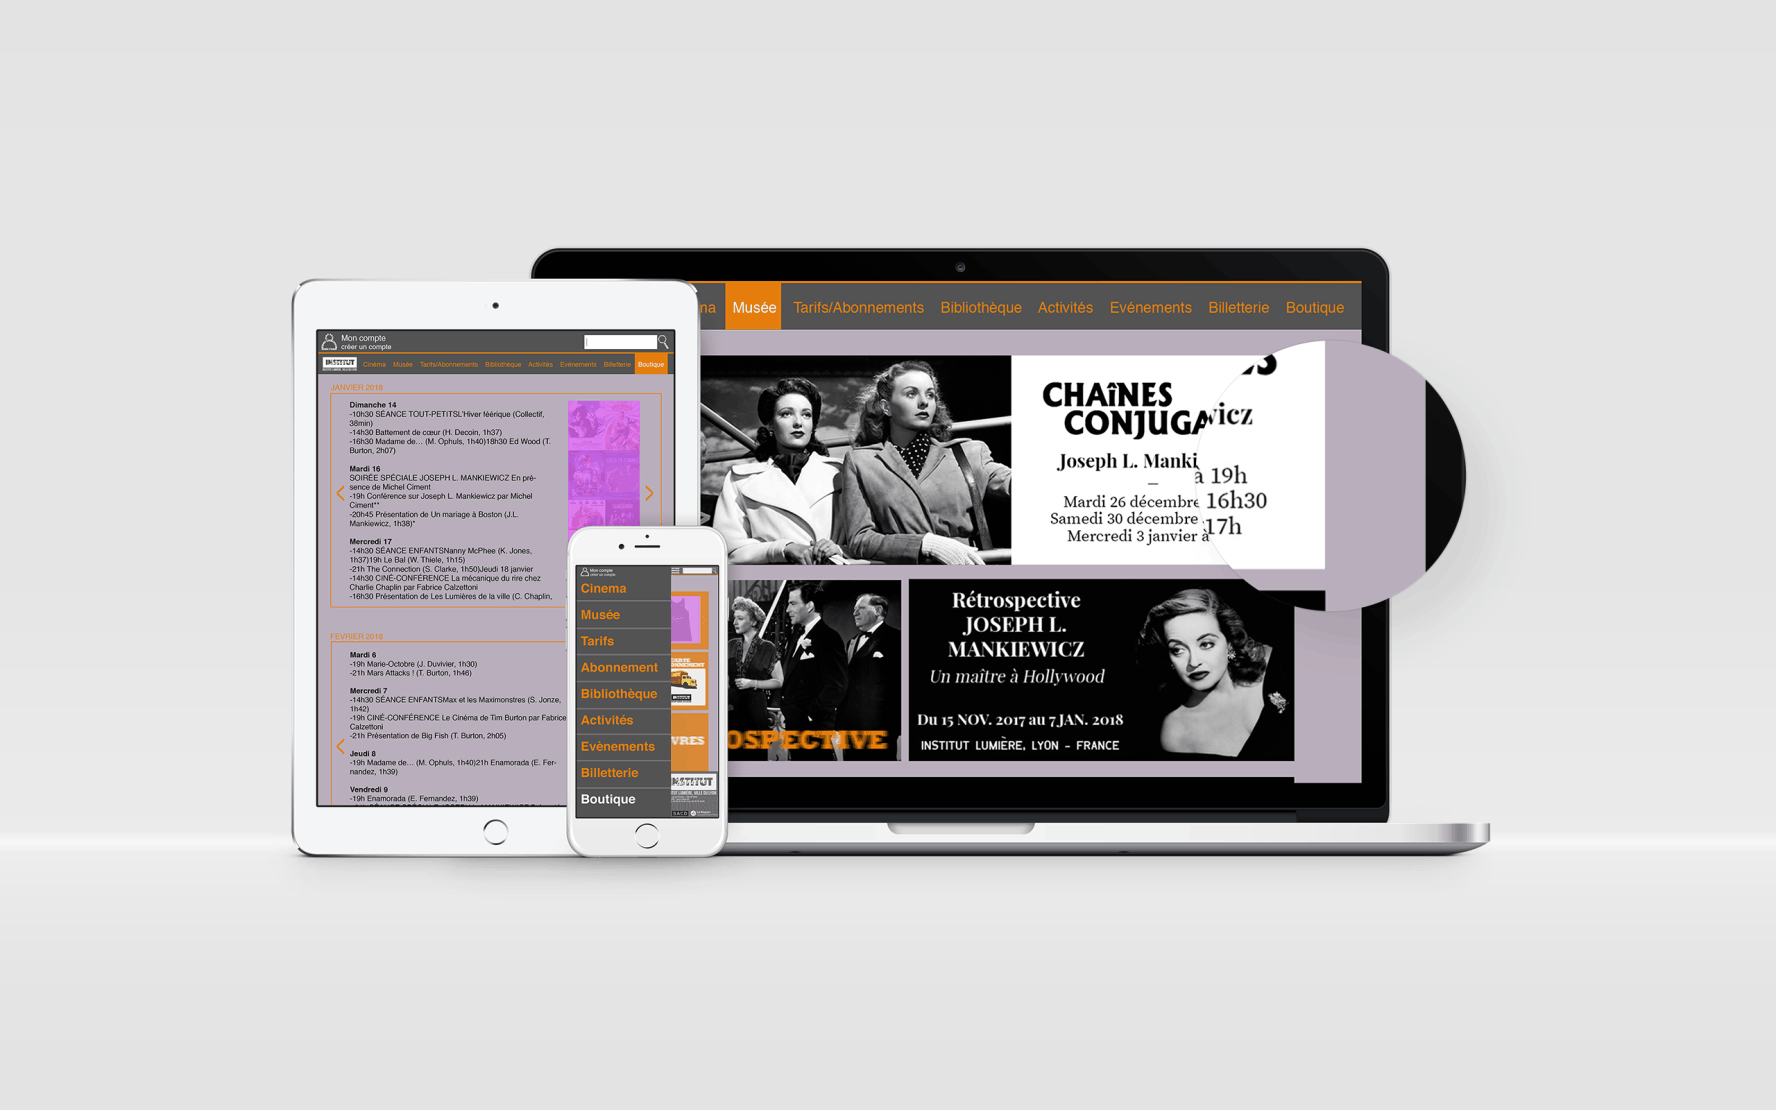 Mon compte
créer un compte
INSTITUT
Cinéma Musée Tarifs/Abonnements Bibliothèque Activités Evénements Billetterie Boutique
JANVIER 2018
Dimanche 14
-10h30 SÉANCE TOUT-PETITSL'Hiver féérique (Collectif,
38min)
-14h30 Battement de cœur (H. Decoin, 1h37)
-16h30 Madame de... (M. Ophuls, 1h40)18h30 Ed Wood (T.
Burton, 2h07)
Mardi 16
SOIRÉE SPÉCIALE JOSEPH L. MANKIEWICZ En pré-
sence de Michel Ciment
-19h Conférence sur Joseph L. Mankiewicz par Michel
Ciment**
-20h45 Présentation de Un mariage à Boston (J.L.
Mankiewicz, 1h38)*
Mercredi 17
-14h30 SÉANCE ENFANTSNanny McPhee (K. Jones,
1h37)19h Le Bal (W. Thiele, 1h15)
-21h The Connection (S. Clarke, 1h50)Jeudi 18 janvier
-14h30 CINÉ-CONFÉRENCE La mécanique du rire chez
Charlie Chaplin par Fabrice Calzettoni
-16h30 Présentation de Les Lumières de la ville (C. Chaplin,
FEVRIER 2018
Mardi 6
-19h Marie-Octobre (J. Duvivier, 1h30)
-21h Mars Attacks ! (T. Burton, 1h46)
Mercredi 7
-14h30 SÉANCE ENFANTSMax et les Maximonstres (S. Jonze,
1h42)
-19h CINÉ-CONFÉRENCE Le Cinéma de Tim Burton par Fabrice
Calzettoni
-21h Présentation de Big Fish (T. Burton, 2h05)
Jeudi 8
-19h Madame de... (M. Ophuls, 1h40)21h Enamorada (E. Fer-
nandez, 1h39)
Vendredi 9
-19h Enamorada (E. Fernandez, 1h39)
Mon compte
créer un compte
Cinema
Musée
Tarifs
Abonnement
Bibliothèque
Activités
Evénements
Billetterie
Boutique
CARTE
VRES
INSTITUT
SACD
ma Musée Tarifs/Abonnements Bibliothèque Activités Evénements Billetterie Boutique
CHAÎNES
CONJUGA
Joseph L. Manki
Mardi 26 décembre
Samedi 30 décembre
Mercredi 3 janvier à
wicz
à 19h
16h30
17h
OSPECTIVE
Rétrospective
JOSEPH L.
MANKIEWICZ
Un maître à Hollywood
Du 15 NOV. 2017 au 7 JAN. 2018
INSTITUT LUMIÈRE, LYON - FRANCE